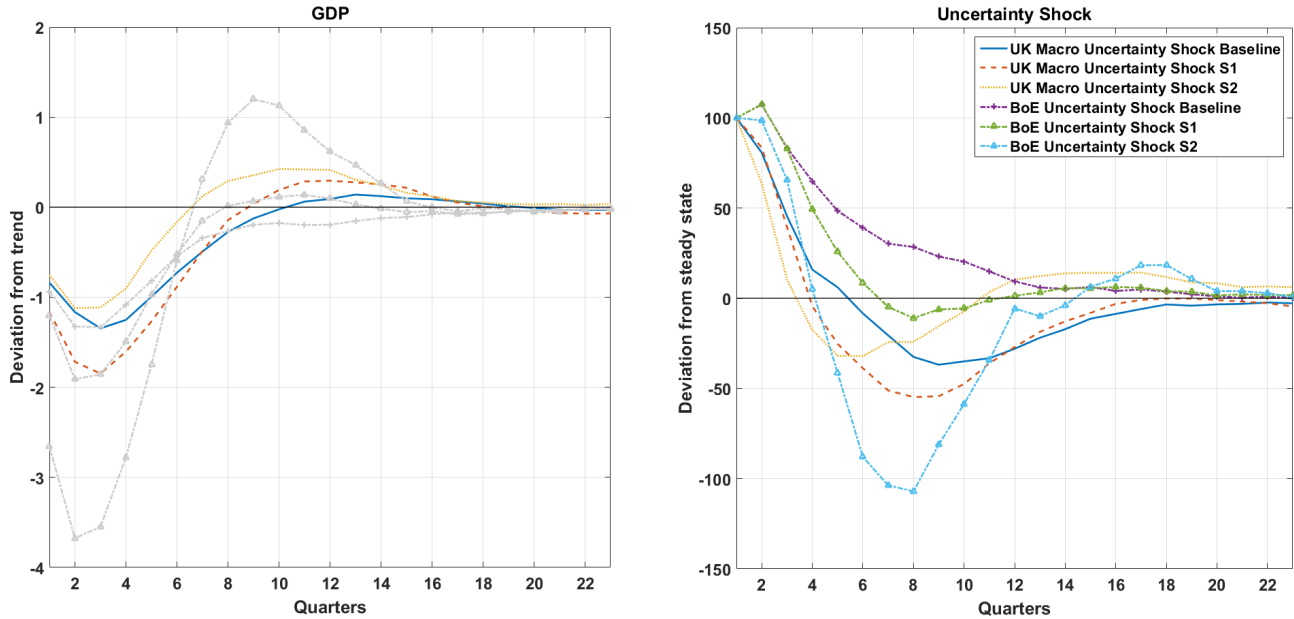 GDP
Deviation from trend
2
1
0
-1
-2
-3
-4
2 4 6 8 10 12 14 16 18 20 22
Quarters
Uncertainty Shock
Deviation from steady state
150
100
50
0
-50
-100
-150
2 4 6 8 10 12 14 16 18 20 22
Quarters
UK Macro Uncertainty Shock Baseline
UK Macro Uncertainty Shock S1
UK Macro Uncertainty Shock S2
BoE Uncertainty Shock Baseline
BoE Uncertainty Shock S1
BoE Uncertainty Shock S2